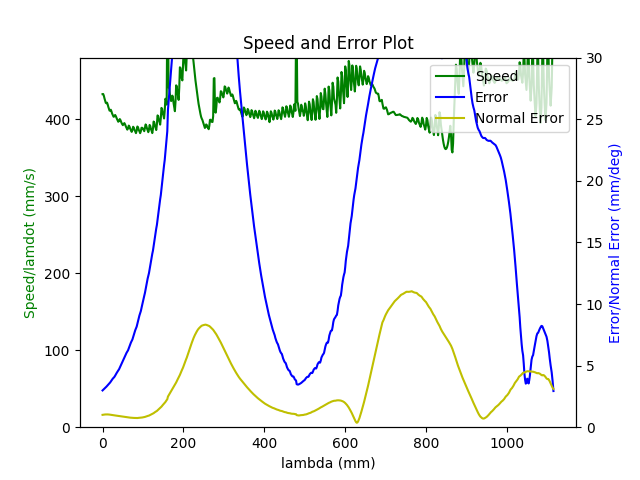 Speed and Error Plot
Speed
Error
Normal Error
Speed/lamdot (mm/s)
400
300
200
100
0
30
25
20
15
10
5
0
Error/Normal Error (mm/deg)
0 200 400 600 800 1000
lambda (mm)